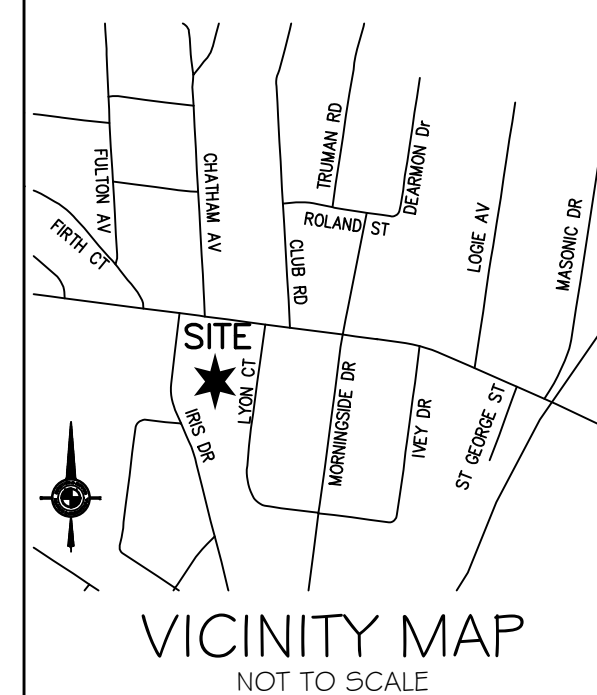 FULTON AV
CHATHAM AV
TRUMAN RD
DEARMON Dr
FIRTH CT
CLUB RD
ROLAND ST
LOGIE AV
MASONIC DR
SITE
LYON CT
IRIS DR
MORNINGSIDE DR
IVEY DR
ST GEORGE ST
VICINITY MAP
NOT TO SCALE